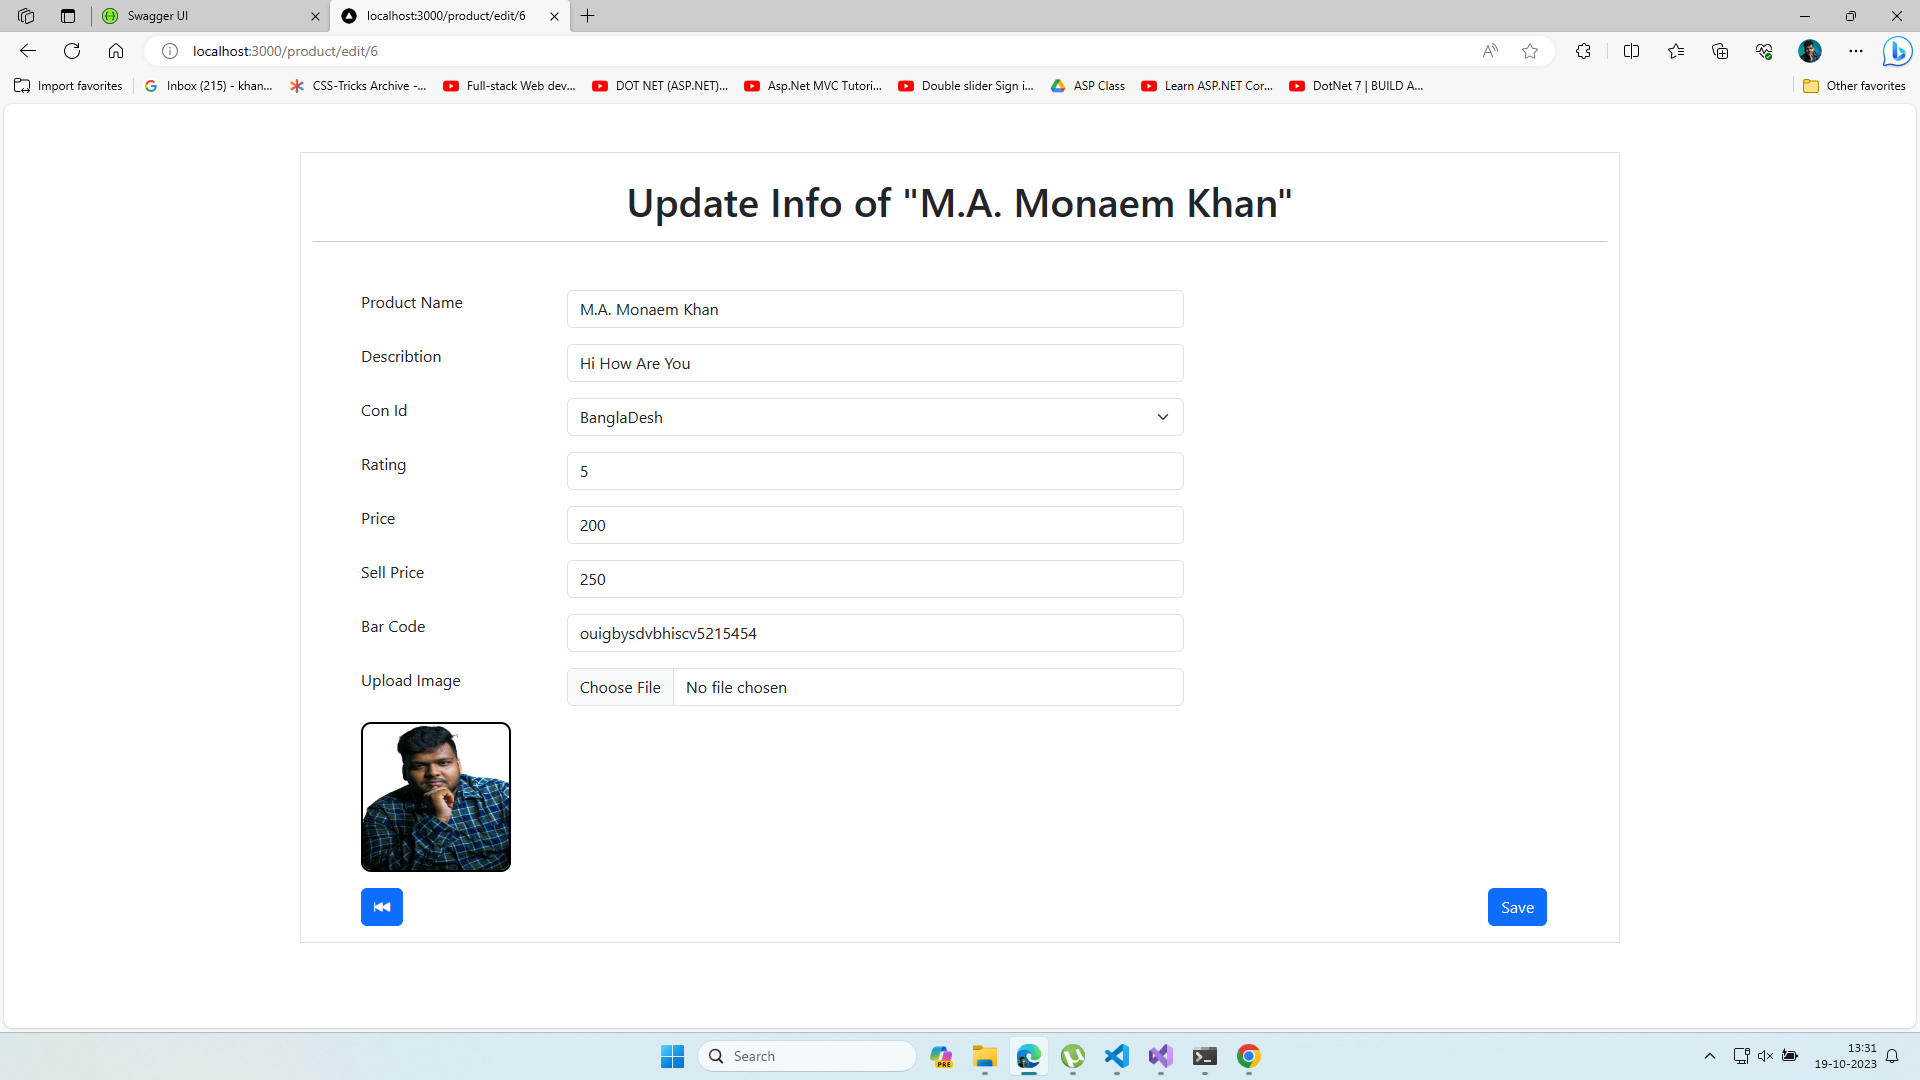 Swagger UI
localhost:3000/product/edit/6
localhost:3000/product/edit/6
Import favorites
Inbox (215) - khan...
CSS-Tricks Archive -...
Full-stack Web dev...
DOT NET (ASP.NET)...
Asp.Net MVC Tutori...
Double slider Sign i...
ASP Class
Learn ASP.NET Cor...
DotNet 7 | BUILD A...
Other favorites
Update Info of "M.A. Monaem Khan"
Product Name
M.A. Monaem Khan
Describtion
Hi How Are You
Con Id
BanglaDesh
Rating
5
Price
200
Sell Price
250
Bar Code
ouigbysdvbhiscv5215454
Upload Image
Choose File
No file chosen
Save
Search
PRE
13:31
19-10-2023